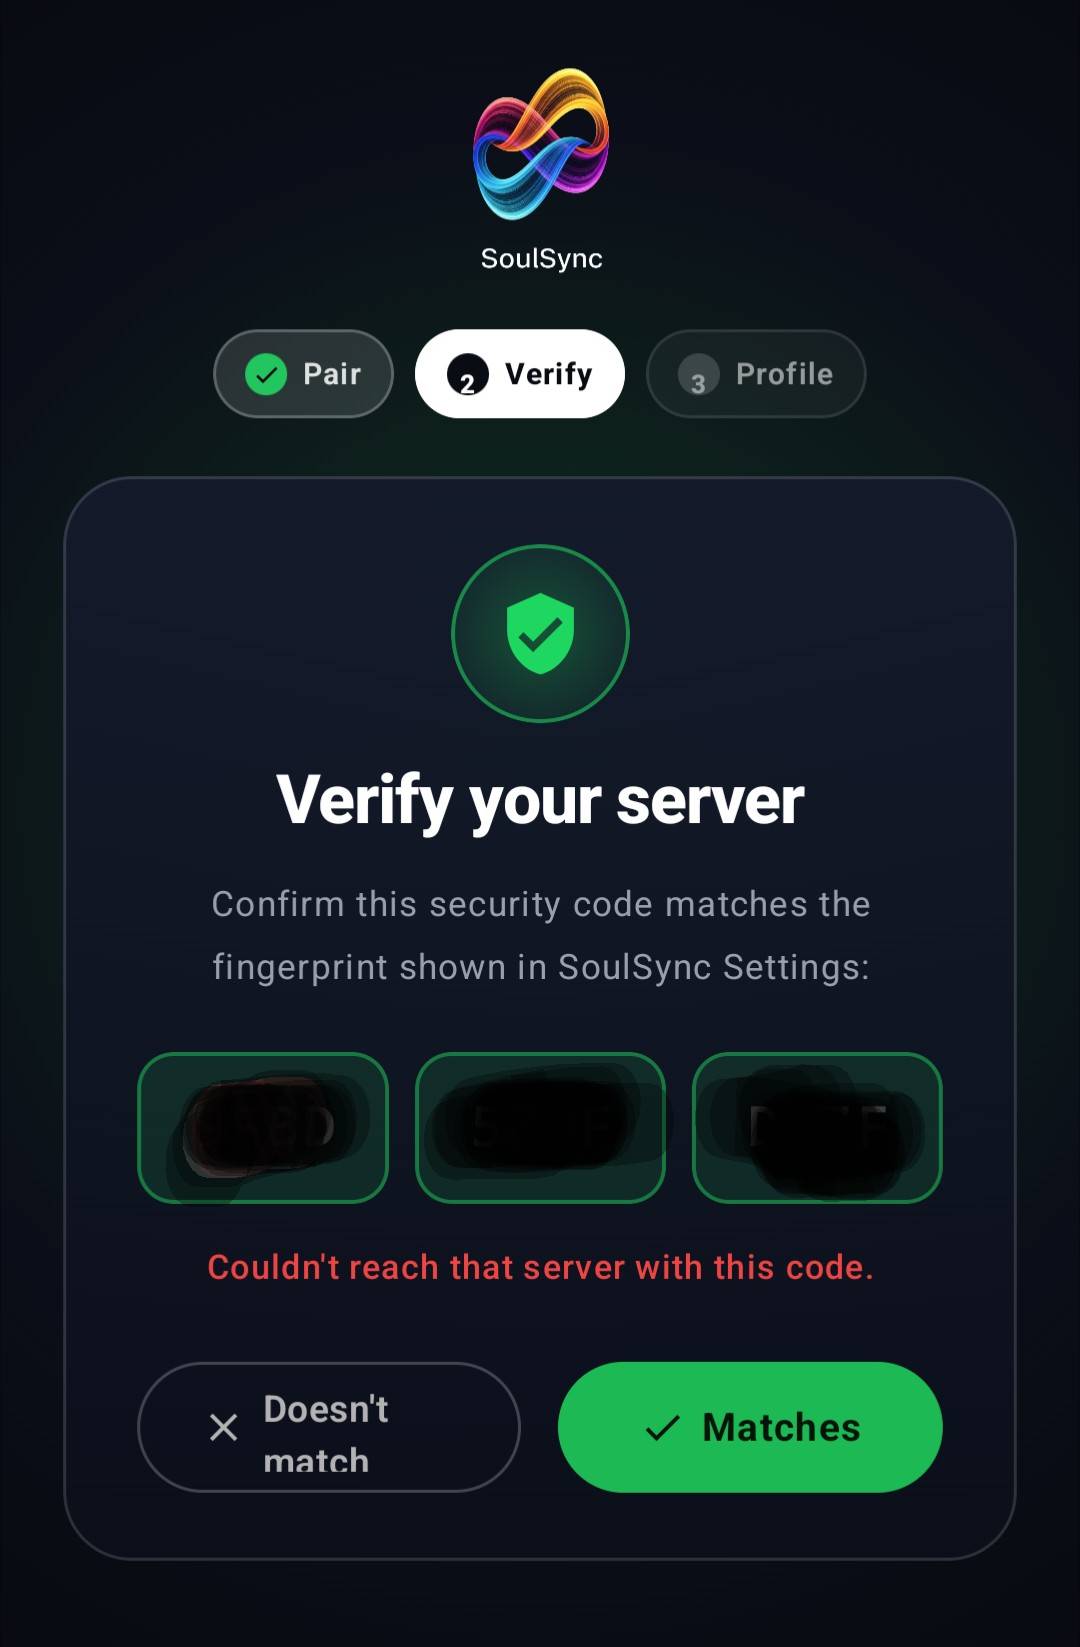 SoulSync
Pair
2 Verify
3 Profile
Verify your server
Confirm this security code matches the
fingerprint shown in SoulSync Settings:
Couldn't reach that server with this code.
Doesn't
match
Matches